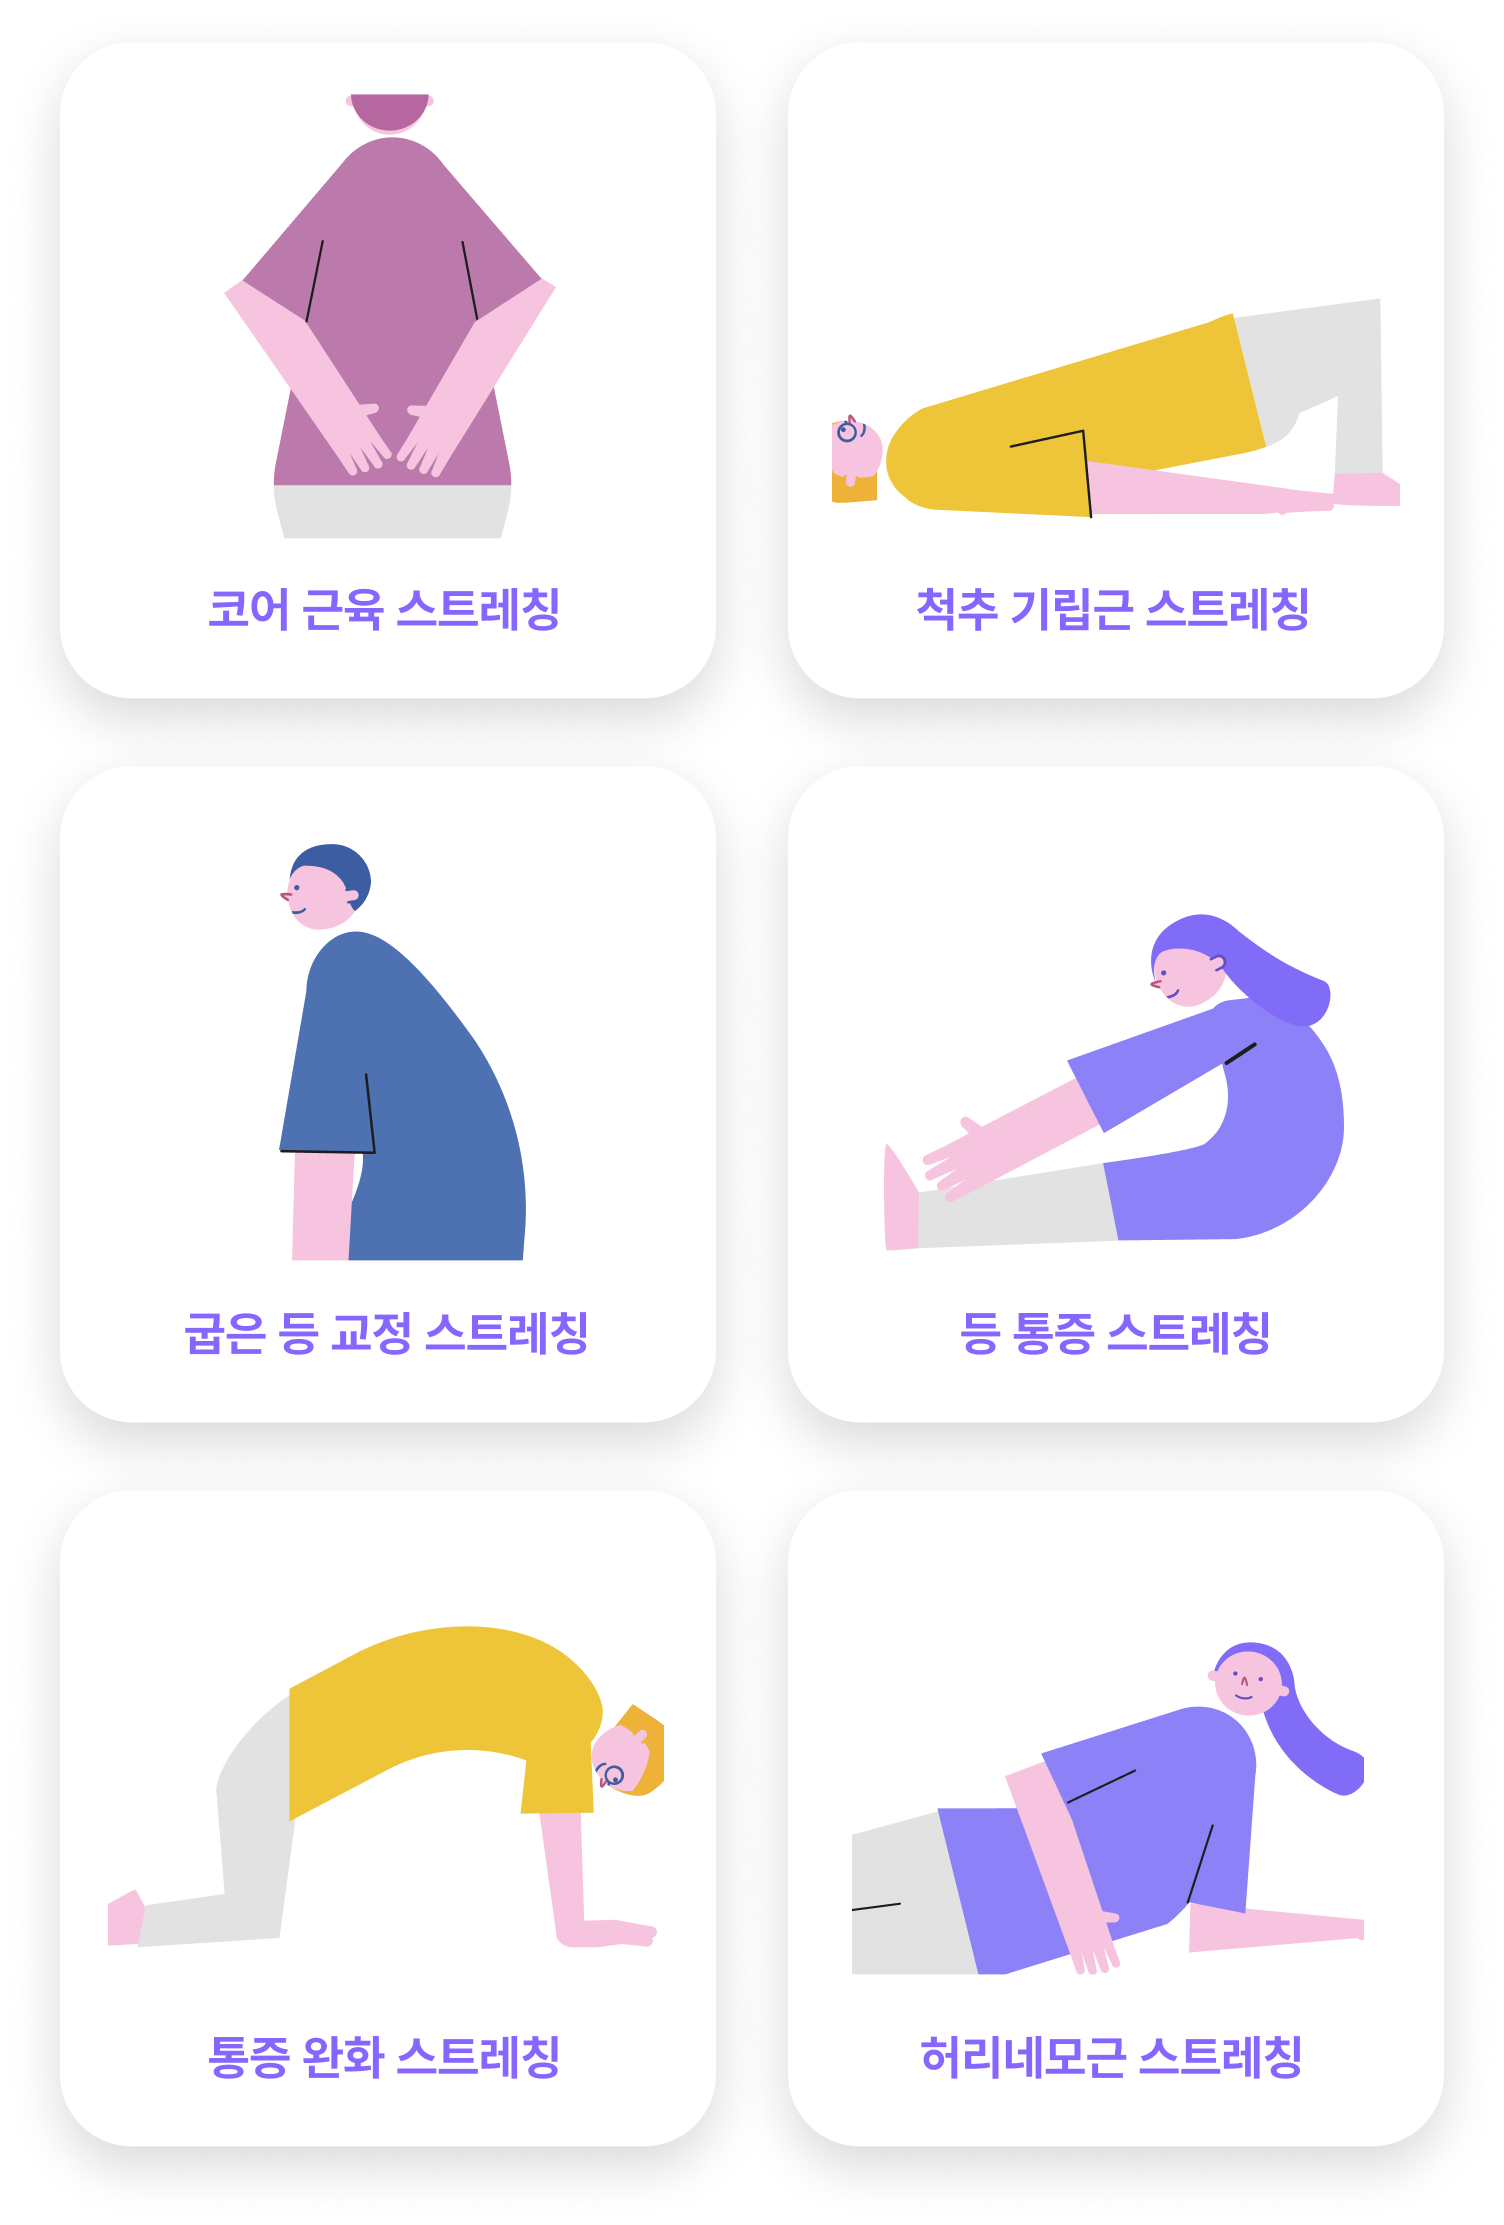 코어 근육 스트레칭
척추 기립근 스트레칭
굽은 등 교정 스트레칭
등 통증 스트레칭
통증 완화 스트레칭
허리네모근 스트레칭